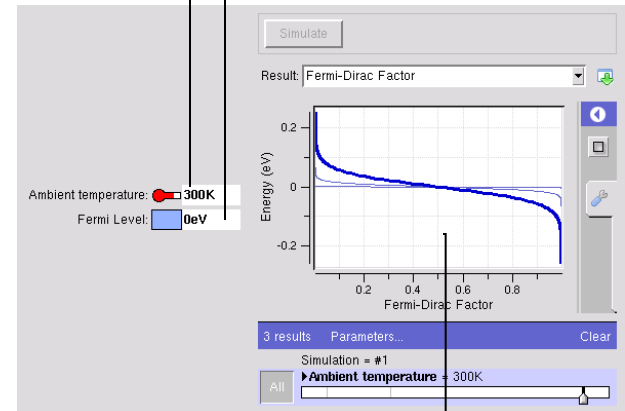 Simulate
Result: Fermi-Dirac Factor
Ambient temperature: 300K
Fermi Level: 0eV
Energy (eV)
0.2
0
-0.2
0.2 0.4 0.6 0.8
Fermi-Dirac Factor
3 results Parameters... Clear
Simulation = #1
All
Ambient temperature = 300K